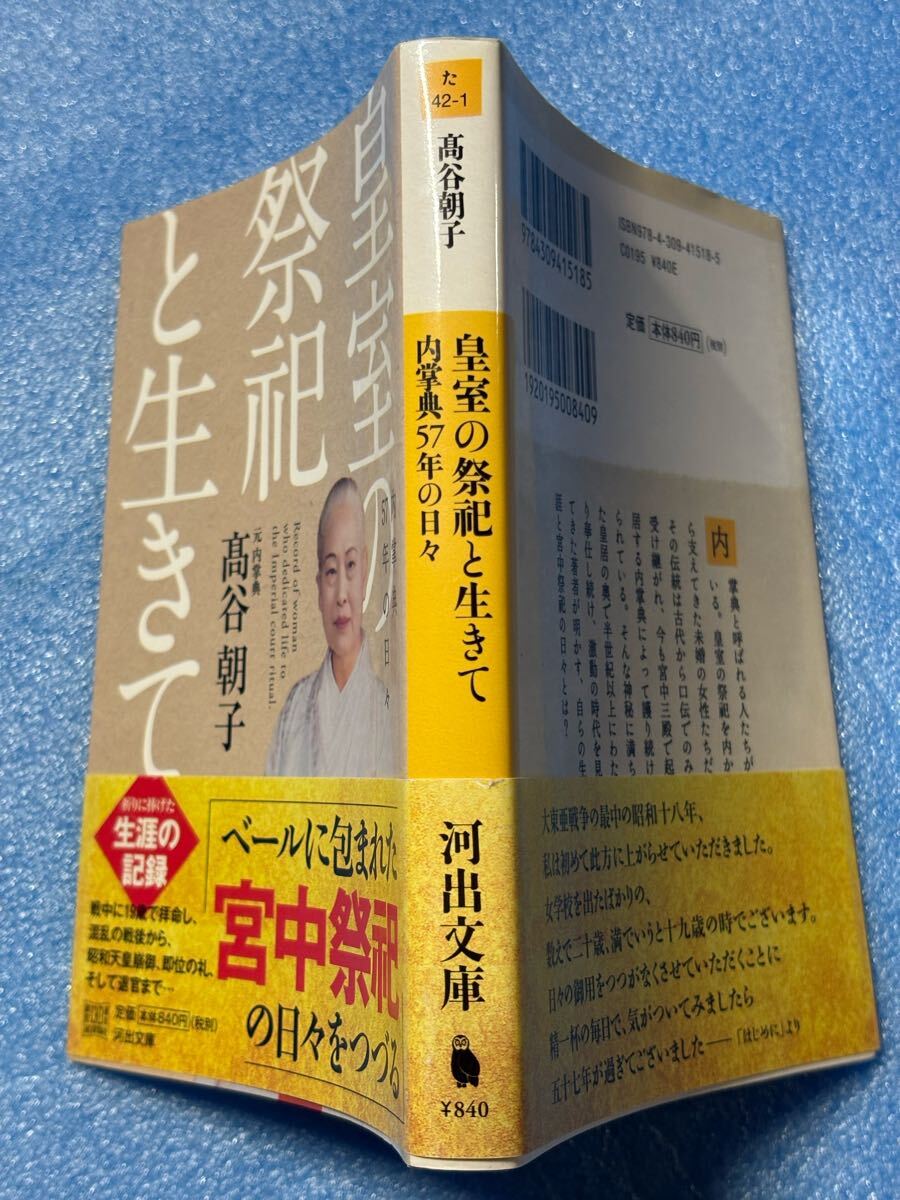 皇室の
祭祀
と生きて
内掌典
57年の日々
Record of woman
who dedicated life to
the Imperial court ritual.
元 内掌典
髙谷朝子
祈りに捧げた
生涯の
記録
ベールに包まれた
宮中祭祀
の日々をつづる
戦中に19歳で拝命し、
混乱の戦後から、
昭和天皇崩御、即位の礼、
そして退官まで…
定価 本体840円(税別)
河出文庫
た
42-1
髙谷朝子
皇室の祭祀と生きて
内掌典57年の日々
河出文庫
¥840
9784309415185
1920195008409
ISBN978-4-309-41518-5
C0195 ¥840E
定価 本体840円 (税別)
内掌典と呼ばれる人たちが
いる。皇室の祭祀を内か
ら支えてきた未婚の女性たちだ
その伝統は古代から口伝でのみ
受け継がれ、今も宮中三殿で起
居する内掌典によって護り続け
られている。そんな神秘に満ち
た皇居の奥で半世紀以上にわた
り奉仕し続け、激動の時代を見
てきた著者が明かす、自らの生
涯と宮中祭祀の日々とは?
大東亜戦争の最中の昭和十八年、
私は初めて此方に上がらせていただきました。
女学校を出たばかりの、
数えで二十歳、満でいうと十九歳の時でございます。
日々の御用をつつがなくさせていただくことに
精一杯の毎日で、気がついてみましたら
五十七年が過ぎてございました——「はじめに」より